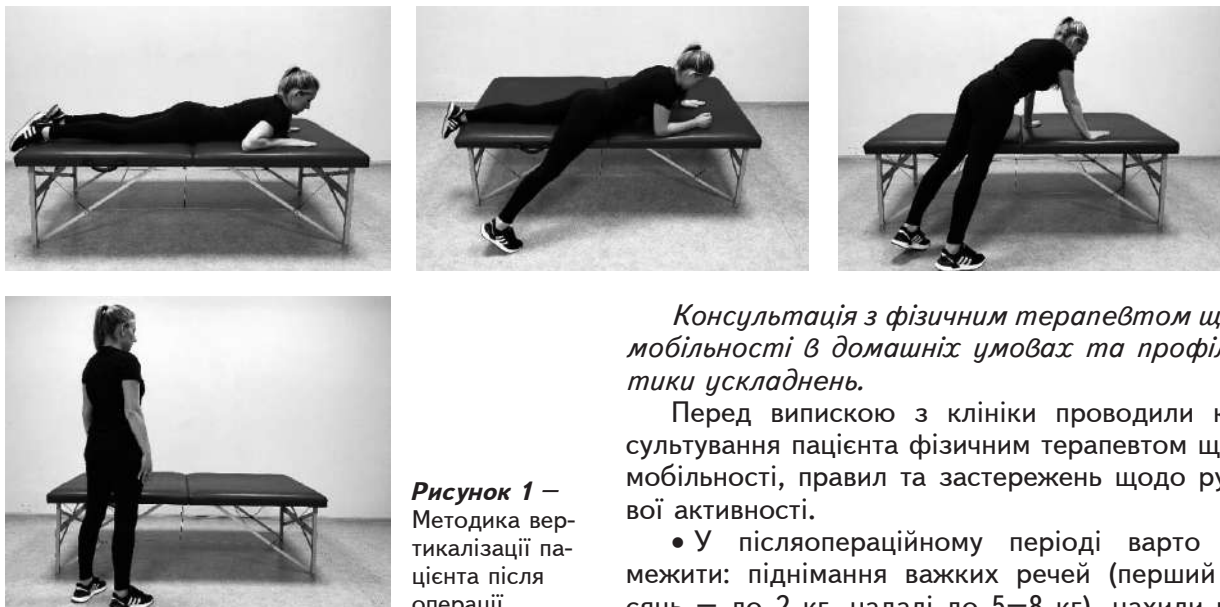 Рисунок 1 —
Методика вер-
тикалізації па-
цієнта після
операції
Консультація з фізичним терапевтом щ
мобільності в домашніх умовах та профіл
тики ускладнень.
Перед випискою з клініки проводили к
сультування пацієнта фізичним терапевтом щ
мобільності, правил та застережень щодо ру
вої активності.
• У післяопераційному періоді варто
межити: піднімання важких речей (перший
сяць — до 2 кг, надалі до 5—8 кг), нахили